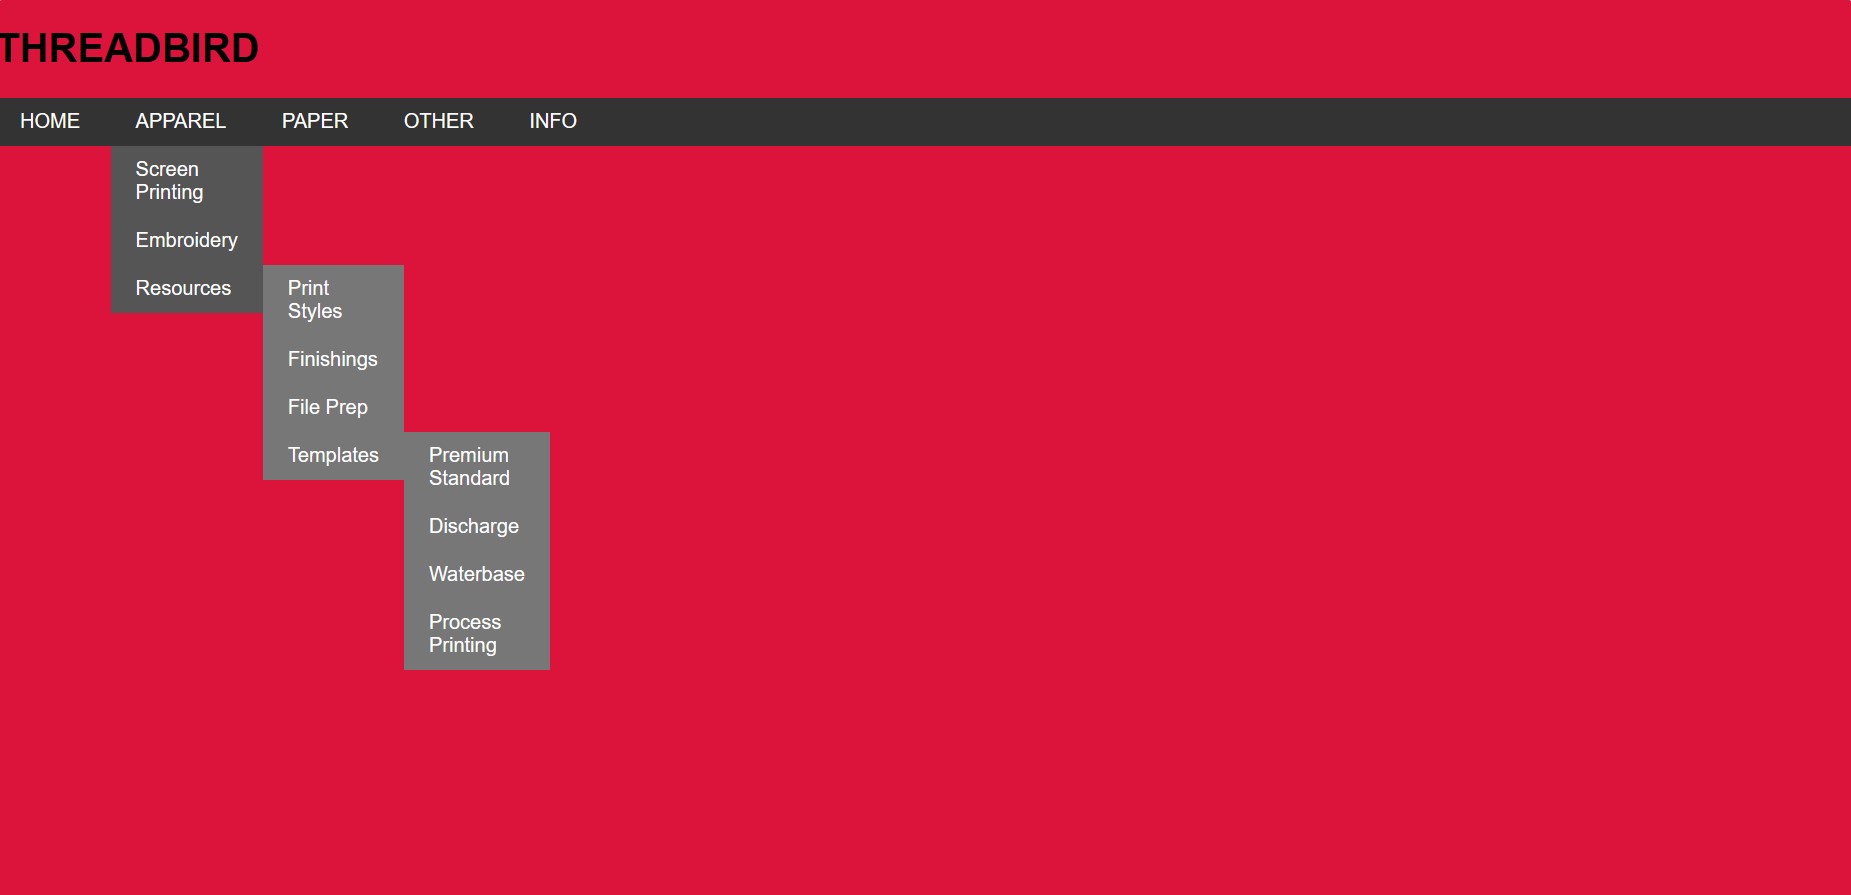 THREADBIRD
HOME APPAREL PAPER OTHER INFO
Screen
Printing
Embroidery
Resources
Print
Styles
Finishings
File Prep
Templates
Premium
Standard
Discharge
Waterbase
Process
Printing